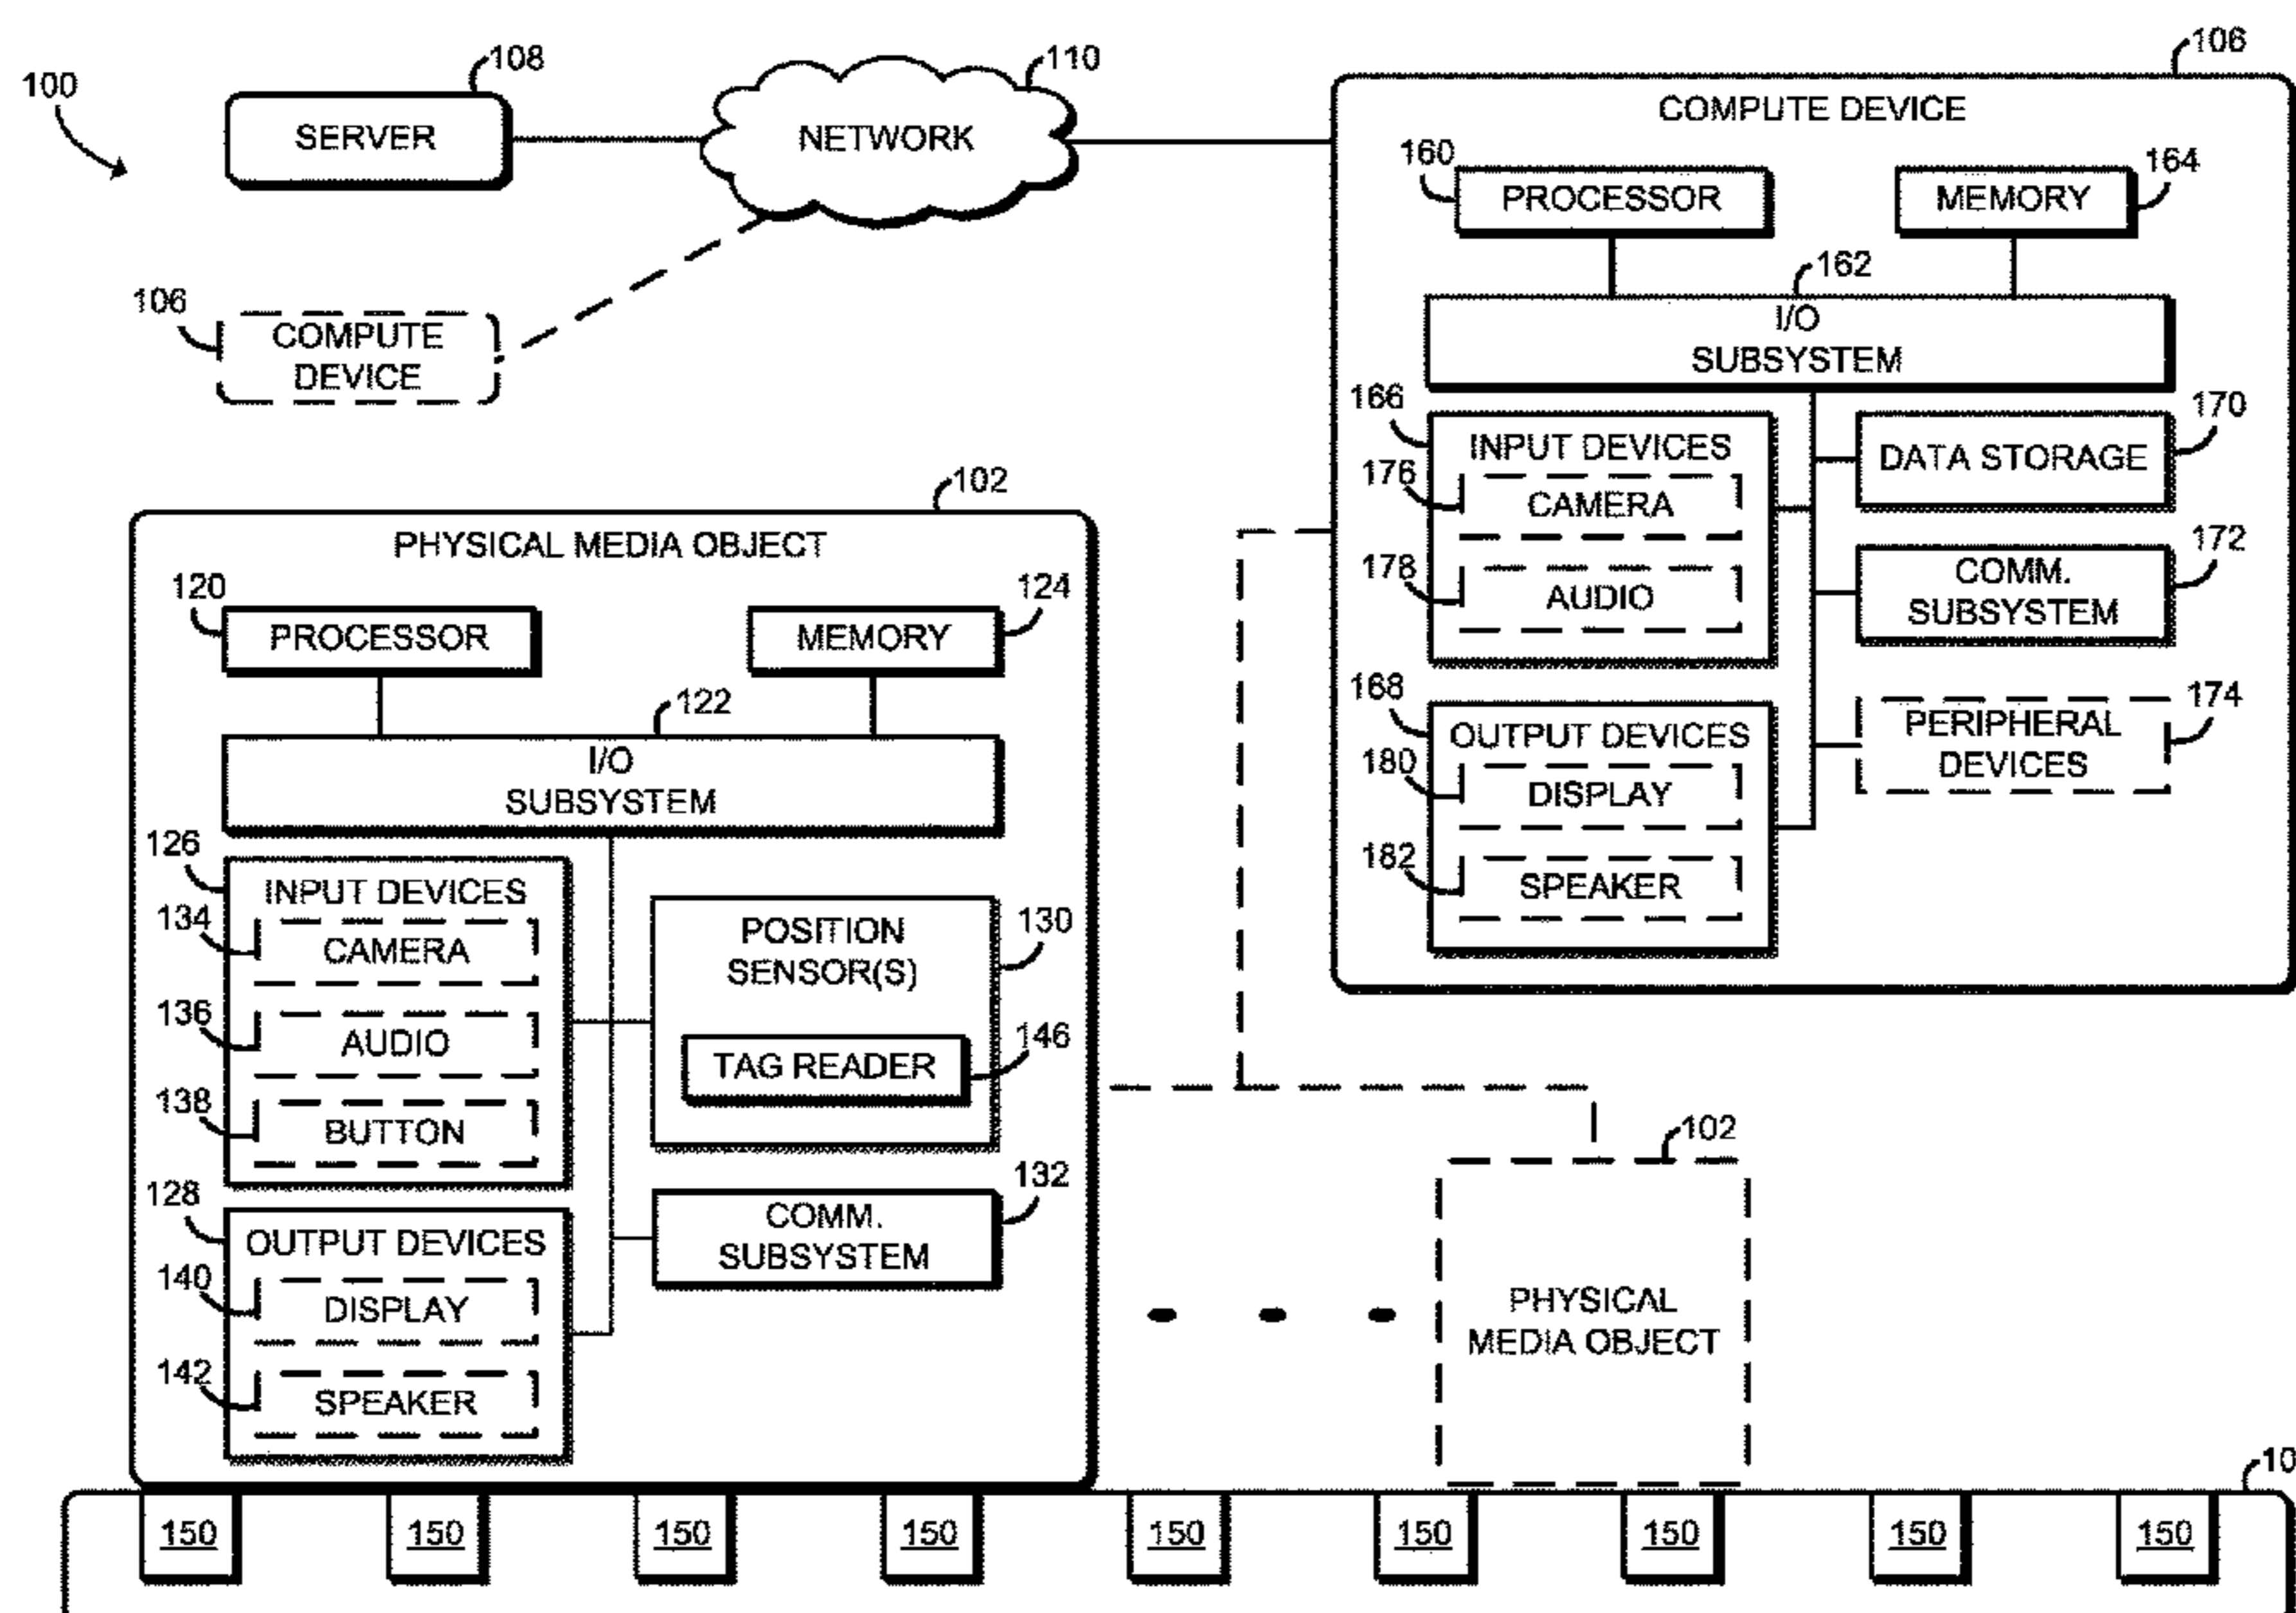 100
108
SERVER
110
NETWORK
106
COMPUTE
DEVICE
106
COMPUTE DEVICE
160
PROCESSOR
164
MEMORY
162
I/O
SUBSYSTEM
166
INPUT DEVICES
176
CAMERA
178
AUDIO
170
DATA STORAGE
172
COMM.
SUBSYSTEM
168
OUTPUT DEVICES
180
DISPLAY
182
SPEAKER
174
PERIPHERAL
DEVICES
102
PHYSICAL MEDIA OBJECT
120
PROCESSOR
124
MEMORY
122
I/O
SUBSYSTEM
126
INPUT DEVICES
134
CAMERA
136
AUDIO
138
BUTTON
130
POSITION
SENSOR(S)
146
TAG READER
128
OUTPUT DEVICES
140
DISPLAY
142
SPEAKER
132
COMM.
SUBSYSTEM
102
PHYSICAL
MEDIA OBJECT
10
150 150 150 150 150 150 150 150 150